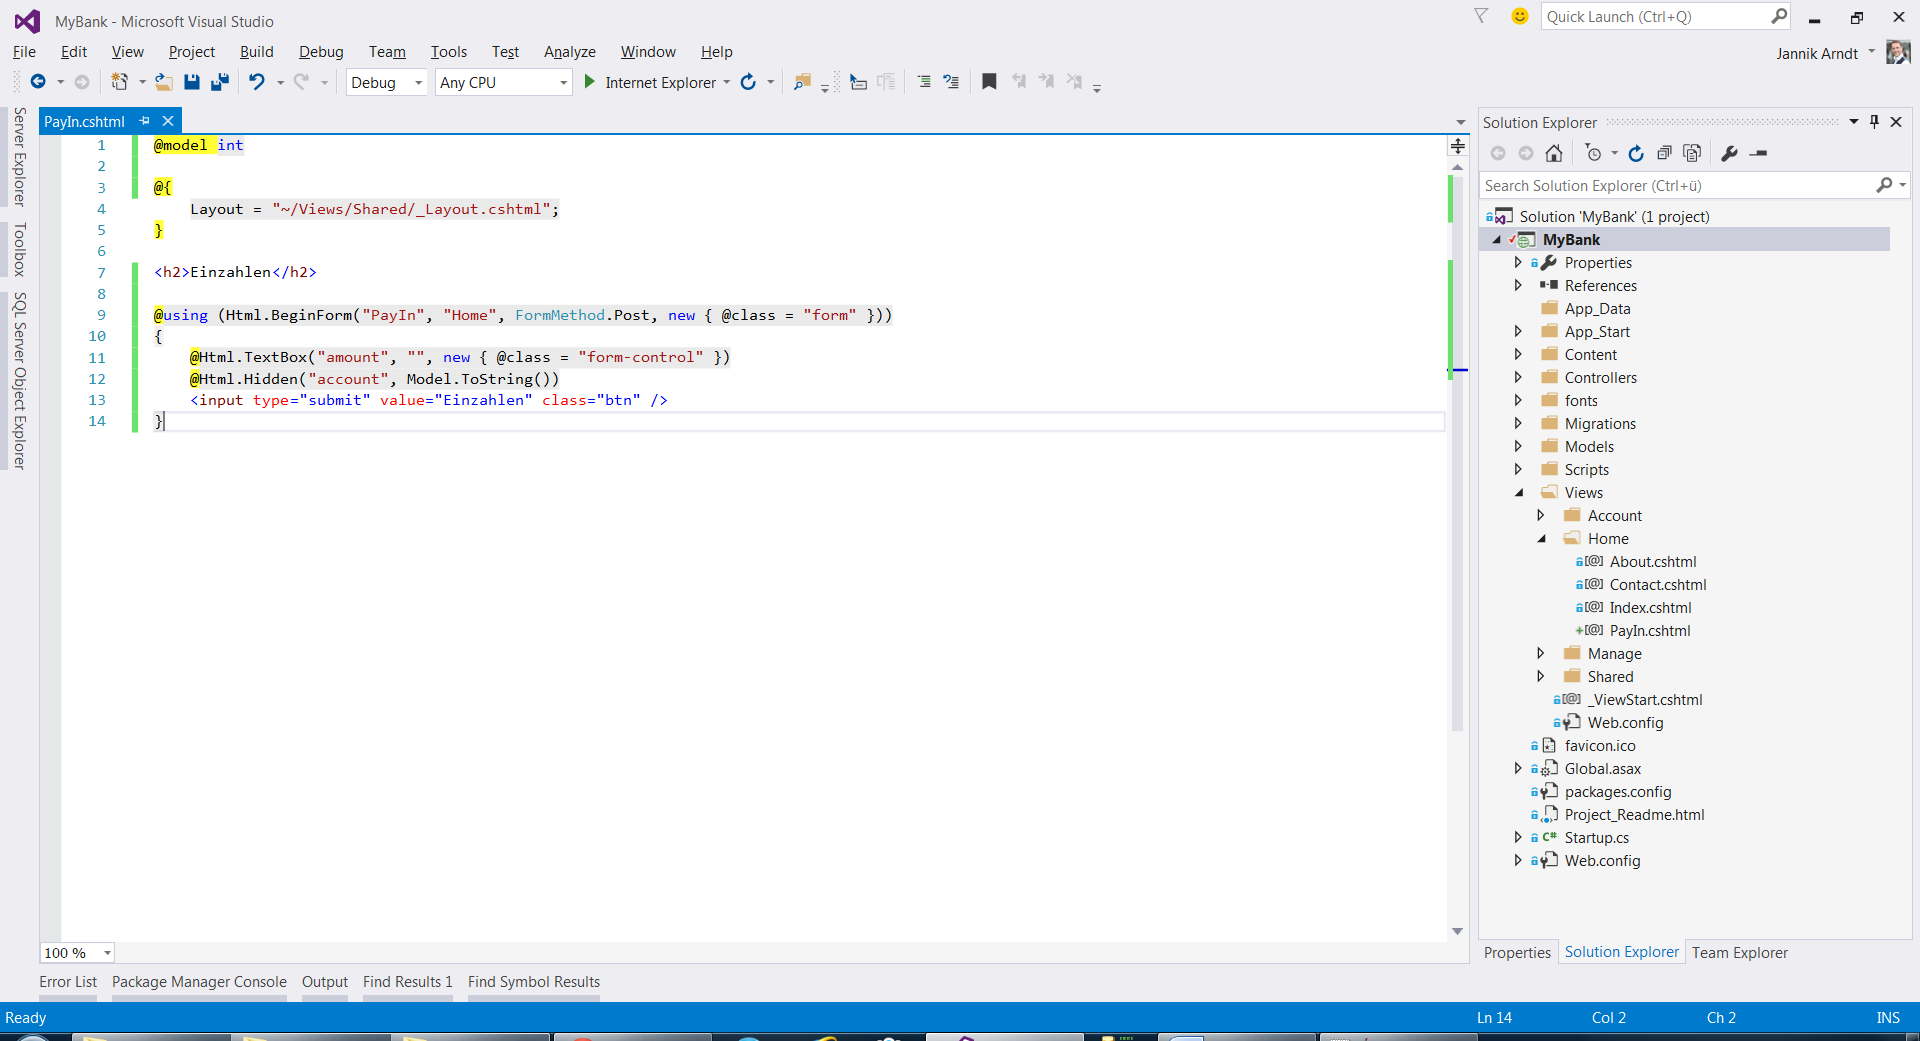 MyBank - Microsoft Visual Studio
Quick Launch (Ctrl+Q)
File Edit View Project Build Debug Team Tools Test Analyze Window Help
Jannik Arndt
Debug Any CPU Internet Explorer
Server Explorer
Toolbox
SQL Server Object Explorer
PayIn.cshtml
1 @model int
2
3 @{
4 Layout = "~/Views/Shared/_Layout.cshtml";
5 }
6
7 <h2>Einzahlen</h2>
8
9 @using (Html.BeginForm("PayIn", "Home", FormMethod.Post, new { @class = "form" }))
10 {
11 @Html.TextBox("amount", "", new { @class = "form-control" })
12 @Html.Hidden("account", Model.ToString())
13 <input type="submit" value="Einzahlen" class="btn" />
14 }
100 %
Solution Explorer
Search Solution Explorer (Ctrl+ü)
Solution 'MyBank' (1 project)
MyBank
Properties
References
App_Data
App_Start
Content
Controllers
fonts
Migrations
Models
Scripts
Views
Account
Home
[@] About.cshtml
[@] Contact.cshtml
[@] Index.cshtml
+[@] PayIn.cshtml
Manage
Shared
[@] _ViewStart.cshtml
Web.config
favicon.ico
Global.asax
packages.config
Project_Readme.html
C# Startup.cs
Web.config
Properties Solution Explorer Team Explorer
Error List Package Manager Console Output Find Results 1 Find Symbol Results
Ready Ln 14 Col 2 Ch 2 INS